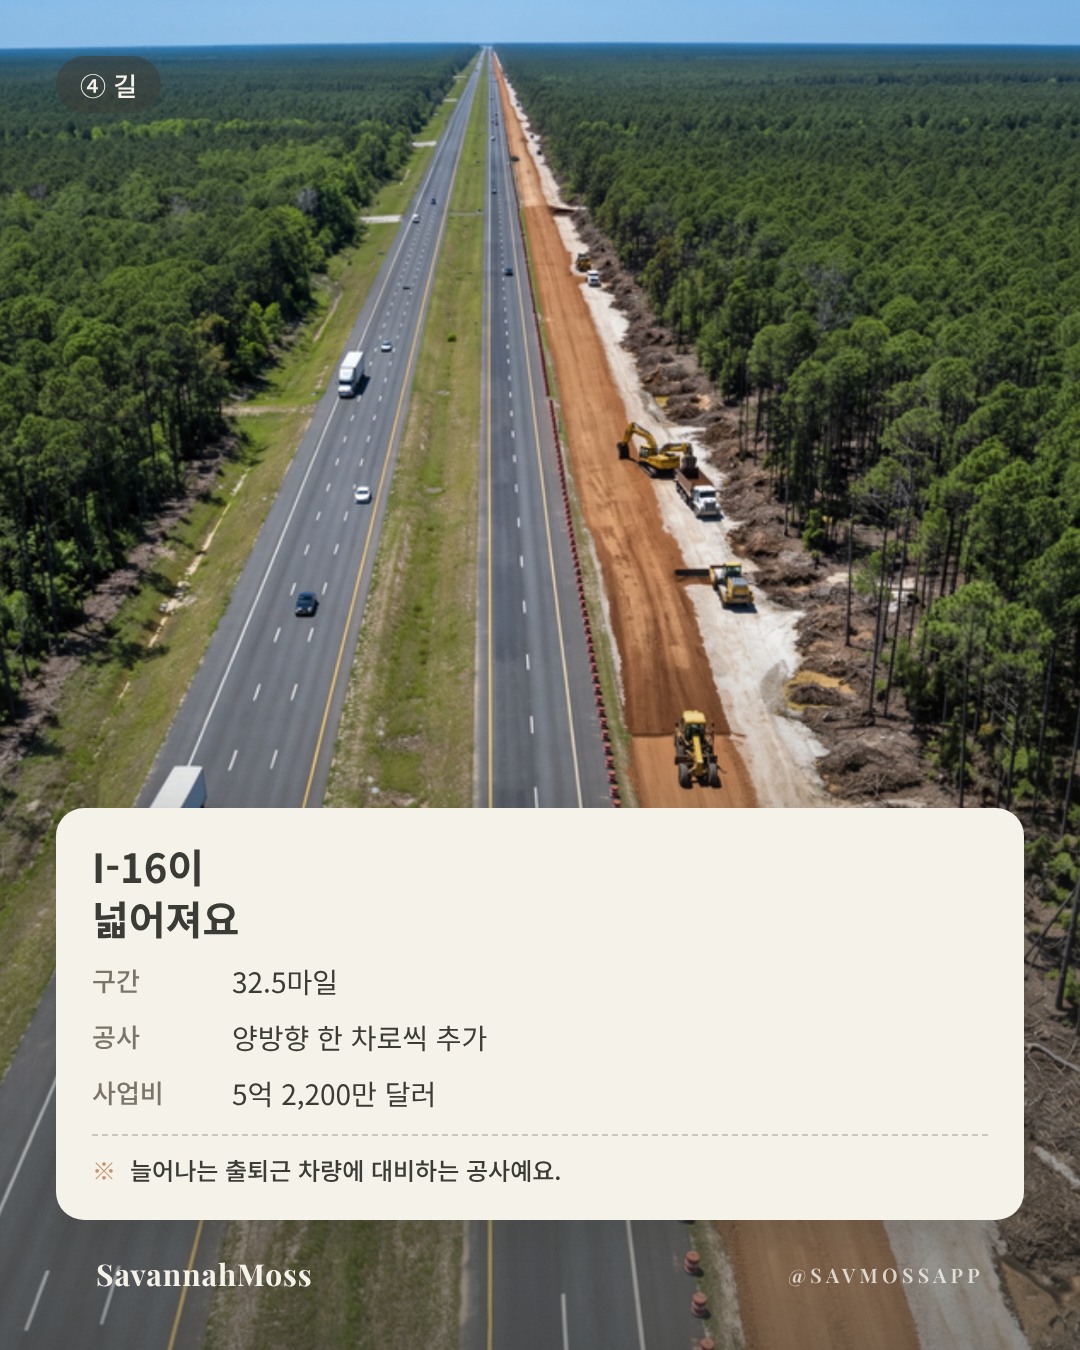 ④ 길
I-16이
넓어져요
구간 32.5마일
공사 양방향 한 차로씩 추가
사업비 5억 2,200만 달러
※ 늘어나는 출퇴근 차량에 대비하는 공사예요.
SavannahMoss
@SAVMOSSAPP